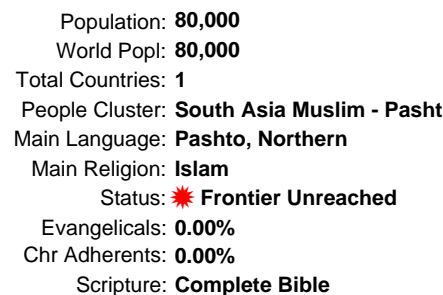 Population: 80,000
World Popl: 80,000
Total Countries: 1
People Cluster: South Asia Muslim - Pasht
Main Language: Pashto, Northern
Main Religion: Islam
Status: Frontier Unreached
Evangelicals: 0.00%
Chr Adherents: 0.00%
Scripture: Complete Bible